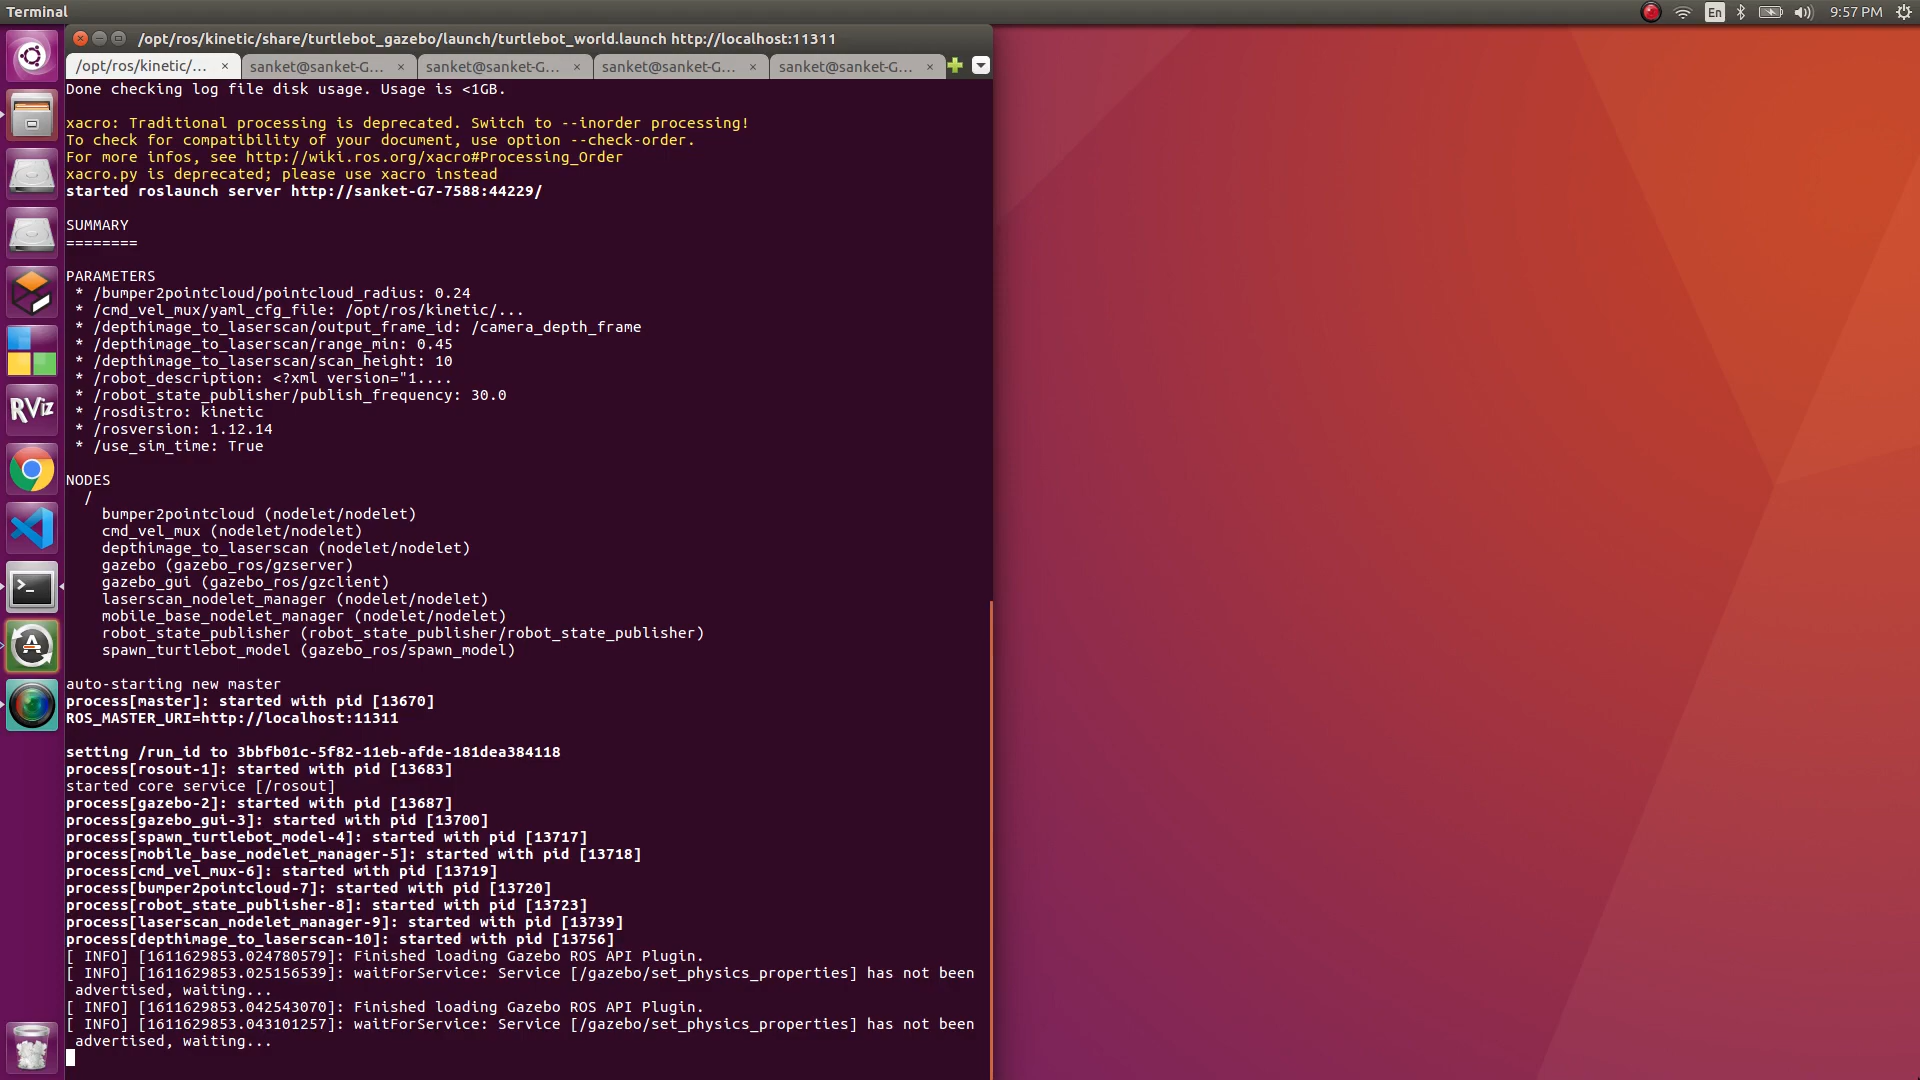 Terminal
En
9:57 PM
/opt/ros/kinetic/share/turtlebot_gazebo/launch/turtlebot_world.launch http://localhost:11311
/opt/ros/kinetic/... × sanket@sanket-G... × sanket@sanket-G... × sanket@sanket-G... × sanket@sanket-G... ×
Done checking log file disk usage. Usage is <1GB.
xacro: Traditional processing is deprecated. Switch to --inorder processing!
To check for compatibility of your document, use option --check-order.
For more infos, see http://wiki.ros.org/xacro#Processing_Order
xacro.py is deprecated; please use xacro instead
started roslaunch server http://sanket-G7-7588:44229/
SUMMARY
========
PARAMETERS
* /bumper2pointcloud/pointcloud_radius: 0.24
* /cmd_vel_mux/yaml_cfg_file: /opt/ros/kinetic/...
* /depthimage_to_laserscan/output_frame_id: /camera_depth_frame
* /depthimage_to_laserscan/range_min: 0.45
* /depthimage_to_laserscan/scan_height: 10
* /robot_description: <?xml version="1....
* /robot_state_publisher/publish_frequency: 30.0
* /rosdistro: kinetic
* /rosversion: 1.12.14
* /use_sim_time: True
NODES
/
bumper2pointcloud (nodelet/nodelet)
cmd_vel_mux (nodelet/nodelet)
depthimage_to_laserscan (nodelet/nodelet)
gazebo (gazebo_ros/gzserver)
gazebo_gui (gazebo_ros/gzclient)
laserscan_nodelet_manager (nodelet/nodelet)
mobile_base_nodelet_manager (nodelet/nodelet)
robot_state_publisher (robot_state_publisher/robot_state_publisher)
spawn_turtlebot_model (gazebo_ros/spawn_model)
auto-starting new master
process[master]: started with pid [13670]
ROS_MASTER_URI=http://localhost:11311
setting /run_id to 3bbfb01c-5f82-11eb-afde-181dea384118
process[rosout-1]: started with pid [13683]
started core service [/rosout]
process[gazebo-2]: started with pid [13687]
process[gazebo_gui-3]: started with pid [13700]
process[spawn_turtlebot_model-4]: started with pid [13717]
process[mobile_base_nodelet_manager-5]: started with pid [13718]
process[cmd_vel_mux-6]: started with pid [13719]
process[bumper2pointcloud-7]: started with pid [13720]
process[robot_state_publisher-8]: started with pid [13723]
process[laserscan_nodelet_manager-9]: started with pid [13739]
process[depthimage_to_laserscan-10]: started with pid [13756]
[ INFO] [1611629853.024780579]: Finished loading Gazebo ROS API Plugin.
[ INFO] [1611629853.025156539]: waitForService: Service [/gazebo/set_physics_properties] has not been
advertised, waiting...
[ INFO] [1611629853.042543070]: Finished loading Gazebo ROS API Plugin.
[ INFO] [1611629853.043101257]: waitForService: Service [/gazebo/set_physics_properties] has not been
advertised, waiting...
RViz
>_
A